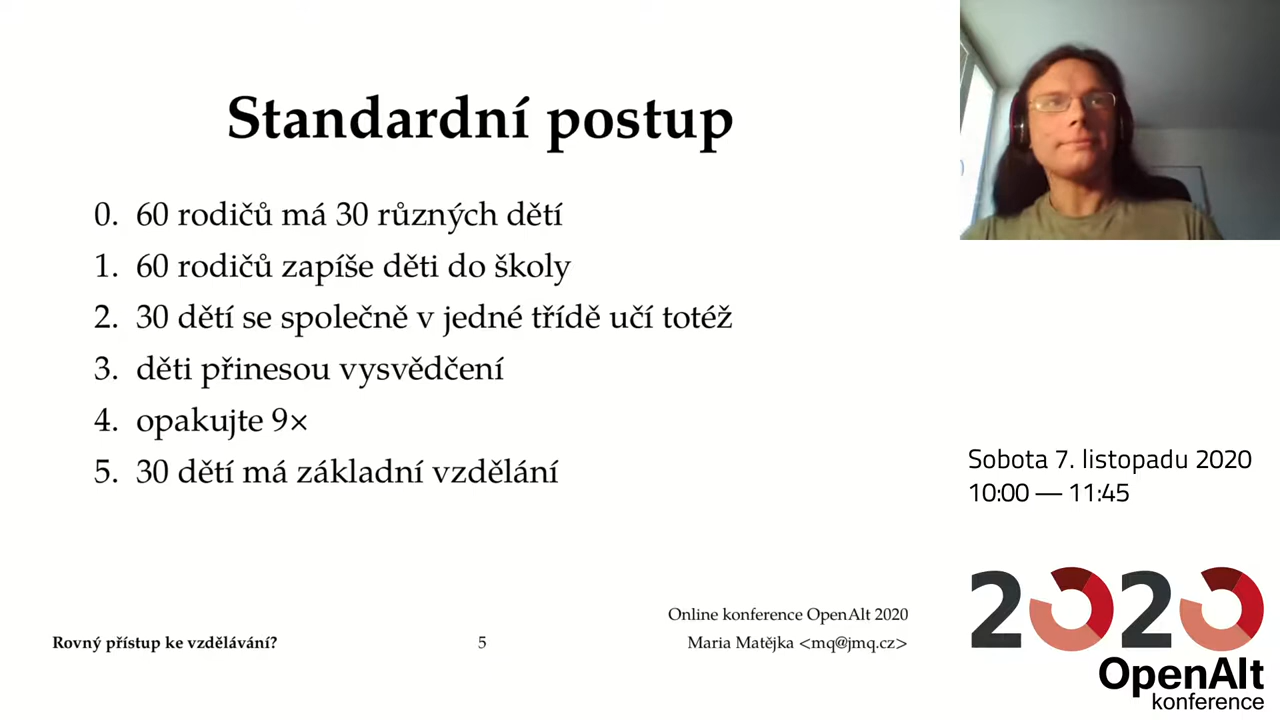 Standardní postup
0. 60 rodičů má 30 různých dětí
1. 60 rodičů zapíše děti do školy
2. 30 dětí se společně v jedné třídě učí totéž
3. děti přinesou vysvědčení
4. opakujte 9×
5. 30 dětí má základní vzdělání
Online konference OpenAlt 2020
Rovný přístup ke vzdělávání? 5 Maria Matějka <mq@jmq.cz>
Sobota 7. listopadu 2020
10:00 — 11:45
2020
OpenAlt
konference